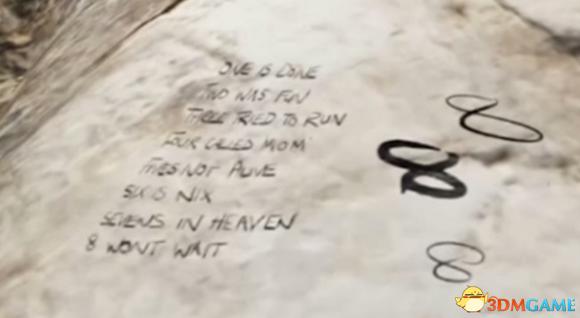 ONE IS DONE
TWO WAS FUN
THREE TRIED TO RUN
FOUR CALLED MOM
FIVES NOT ALIVE
SIX IS NIX
SEVENS IN HEAVEN
8 WONT WAIT
8
8
8
3DMGAME